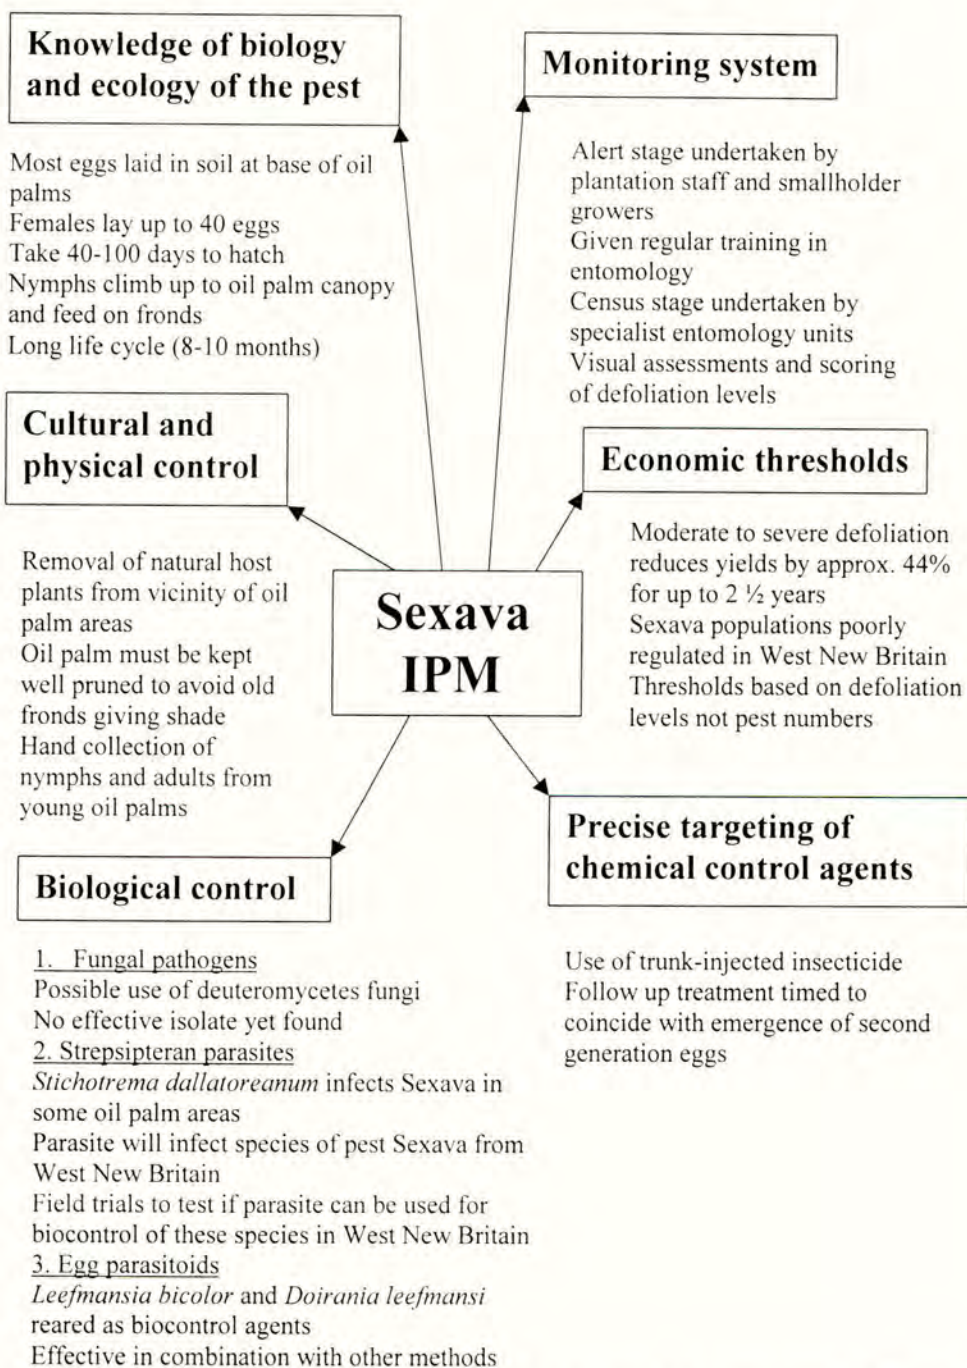 Knowledge of biology
and ecology of the pest
Most eggs laid in soil at base of oil
palms
Females lay up to 40 eggs
Take 40-100 days to hatch
Nymphs climb up to oil palm canopy
and feed on fronds
Long life cycle (8-10 months)
Monitoring system
Alert stage undertaken by
plantation staff and smallholder
growers
Given regular training in
entomology
Census stage undertaken by
specialist entomology units
Visual assessments and scoring
of defoliation levels
Cultural and
physical control
Removal of natural host
plants from vicinity of oil
palm areas
Oil palm must be kept
well pruned to avoid old
fronds giving shade
Hand collection of
nymphs and adults from
young oil palms
Economic thresholds
Moderate to severe defoliation
reduces yields by approx. 44%
for up to 2 ½ years
Sexava populations poorly
regulated in West New Britain
Thresholds based on defoliation
levels not pest numbers
Sexava
IPM
Biological control
1. Fungal pathogens
Possible use of deuteromycetes fungi
No effective isolate yet found
2. Strepsipteran parasites
Stichotrema dallatoreanum infects Sexava in
some oil palm areas
Parasite will infect species of pest Sexava from
West New Britain
Field trials to test if parasite can be used for
biocontrol of these species in West New Britain
3. Egg parasitoids
Leefmansia bicolor and Doirania leefmansi
reared as biocontrol agents
Effective in combination with other methods
Precise targeting of
chemical control agents
Use of trunk-injected insecticide
Follow up treatment timed to
coincide with emergence of second
generation eggs